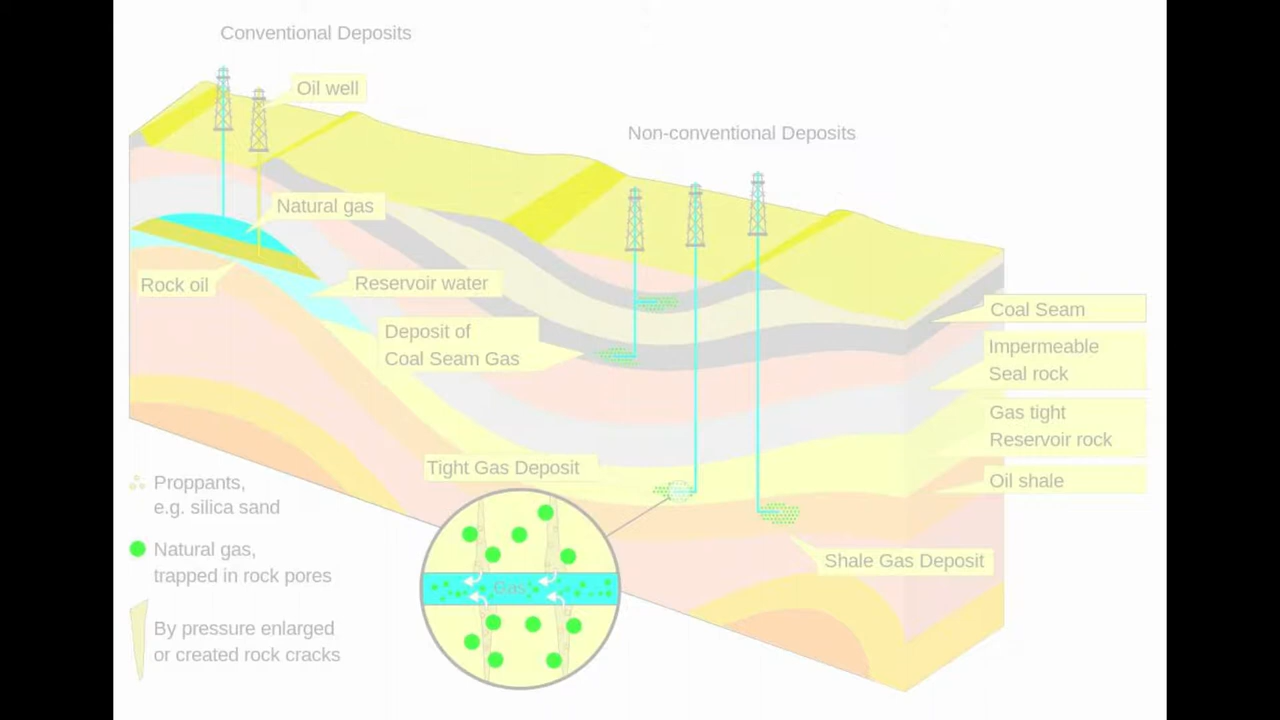 Conventional Deposits
Oil well
Non-conventional Deposits
Natural gas
Rock oil
Reservoir water
Deposit of
Coal Seam Gas
Coal Seam
Impermeable
Seal rock
Gas tight
Reservoir rock
Oil shale
Tight Gas Deposit
Shale Gas Deposit
Gas
Proppants,
e.g. silica sand
Natural gas,
trapped in rock pores
By pressure enlarged
or created rock cracks